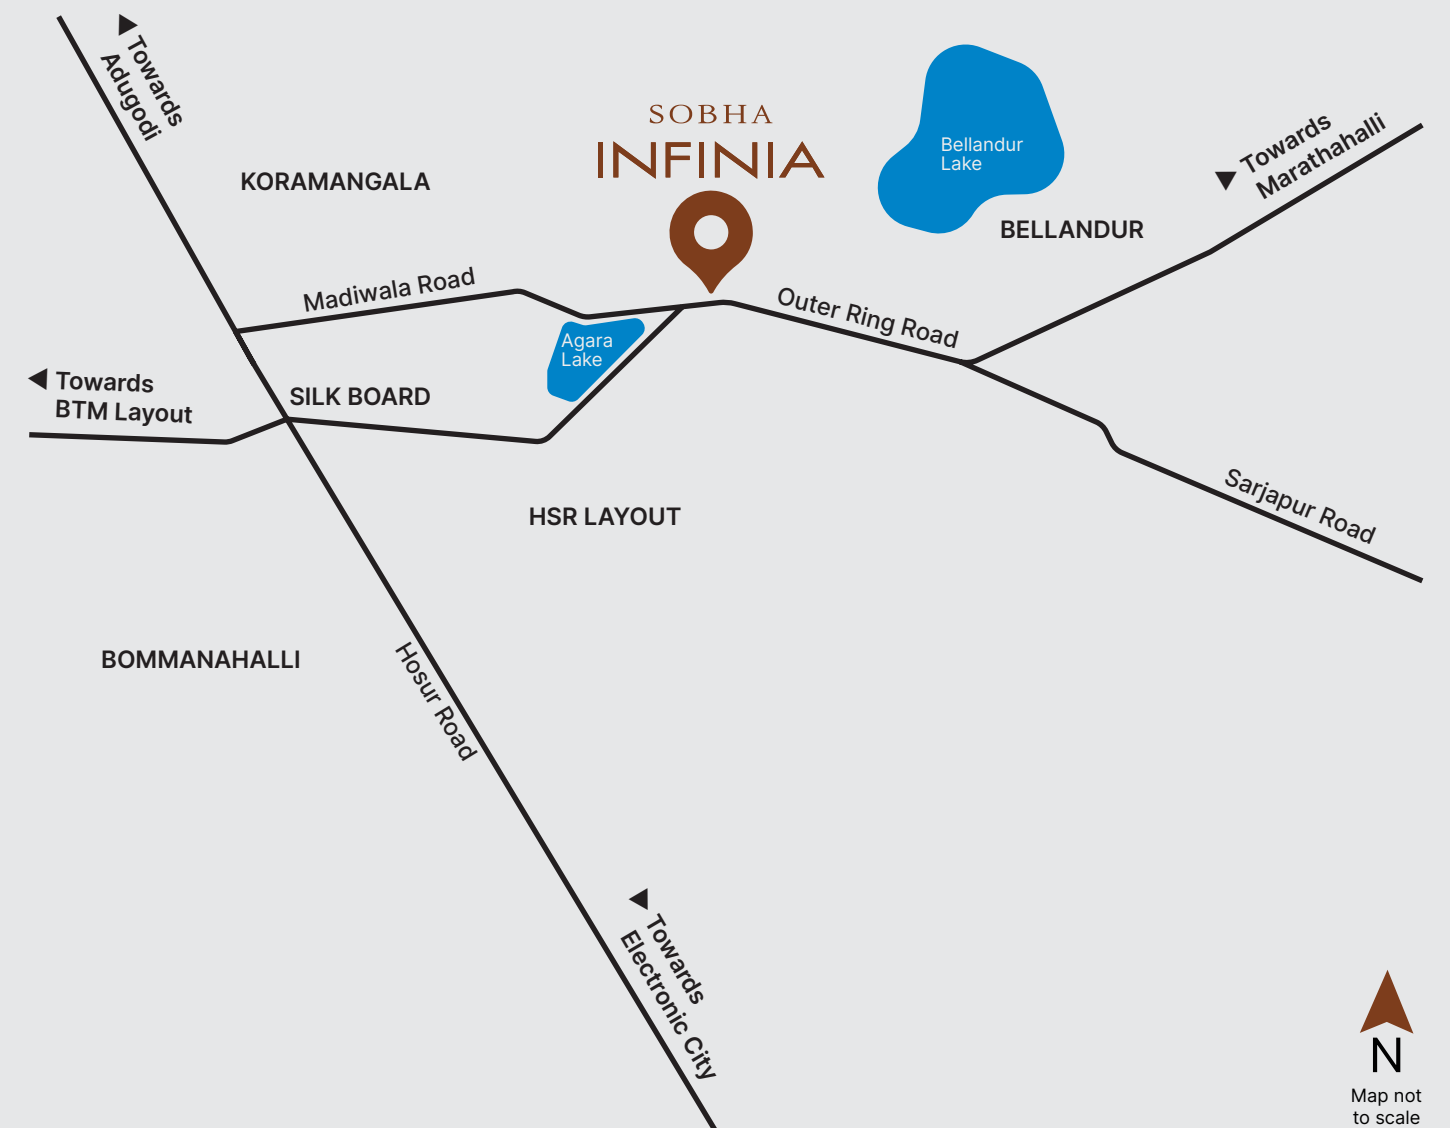 Towards
Adugodi
SOBHA
INFINIA
Bellandur
Lake
Towards
Marathahalli
KORAMANGALA
BELLANDUR
Madiwala Road
Outer Ring Road
Agara
Lake
Towards
BTM Layout
SILK BOARD
HSR LAYOUT
Sarjapur Road
BOMMANAHALLI
Hosur Road
Towards
Electronic City
N
Map not
to scale